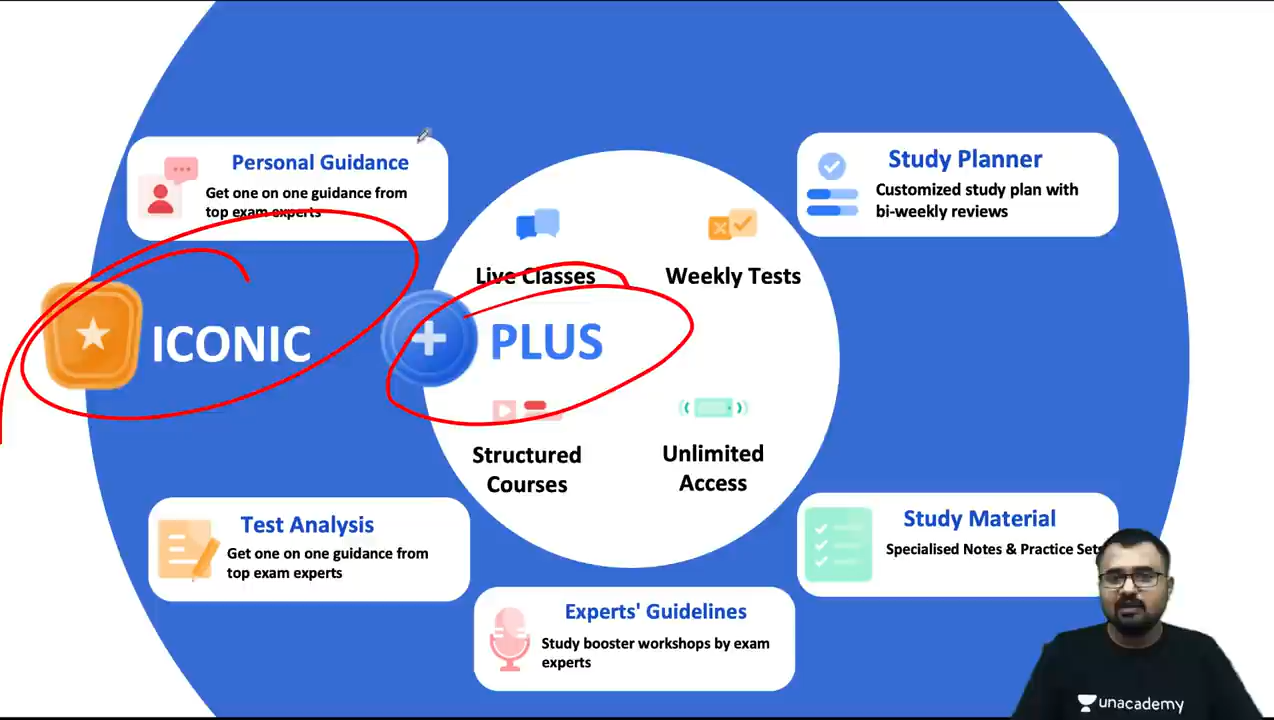 Personal Guidance
Get one on one guidance from
top exam experts
Study Planner
Customized study plan with
bi-weekly reviews
Live Classes
Weekly Tests
ICONIC
PLUS
Structured
Courses
Unlimited
Access
Test Analysis
Get one on one guidance from
top exam experts
Study Material
Specialised Notes & Practice Sets
Experts' Guidelines
Study booster workshops by exam
experts
unacademy